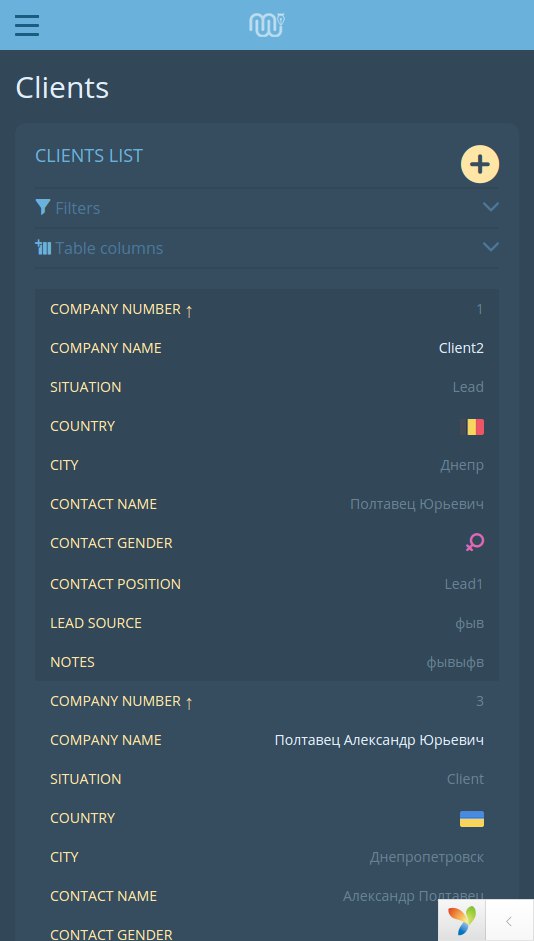 Clients
CLIENTS LIST
Filters
Table columns
COMPANY NUMBER ↑ 1
COMPANY NAME Client2
SITUATION Lead
COUNTRY
CITY Днепр
CONTACT NAME Полтавец Юрьевич
CONTACT GENDER
CONTACT POSITION Lead1
LEAD SOURCE фыв
NOTES фывыфв
COMPANY NUMBER ↑ 3
COMPANY NAME Полтавец Александр Юрьевич
SITUATION Client
COUNTRY
CITY Днепропетровск
CONTACT NAME Александр Полтавец
CONTACT GENDER